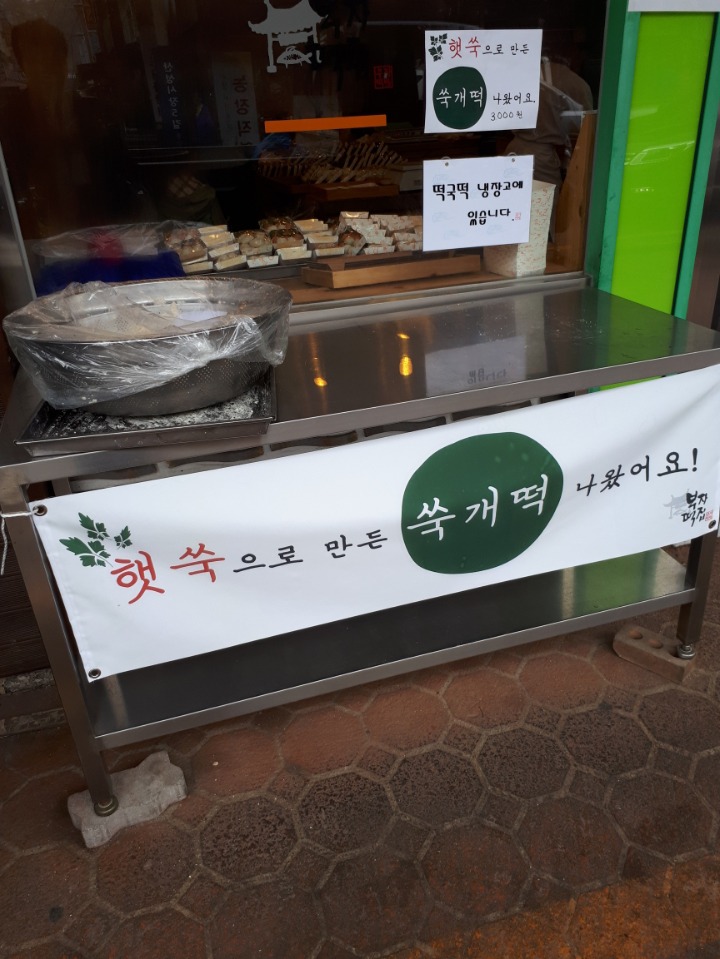 햇쑥으로 만든
쑥개떡 나왔어요.
3000원
떡국떡 냉장고에
있습니다.
햇쑥으로 만든 쑥개떡 나왔어요!
떡집